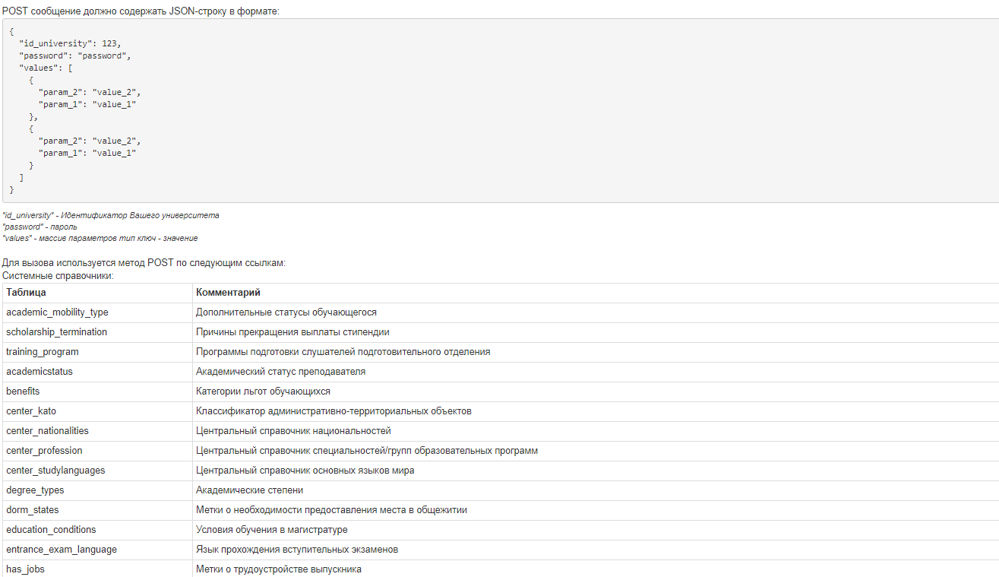 POST сообщение должно содержать JSON-строку в формате:
{
  "id_university": 123,
  "password": "password",
  "values": [
    {
      "param_2": "value_2",
      "param_1": "value_1"
    },
    {
      "param_2": "value_2",
      "param_1": "value_1"
    }
  ]
}
"id_university" - Идентификатор Вашего университета
"password" - пароль
"values" - массив параметров тип ключ - значение
Для вызова используется метод POST по следующим ссылкам:
Системные справочники:
Таблица Комментарий
academic_mobility_type Дополнительные статусы обучающегося
scholarship_termination Причины прекращения выплаты стипендии
training_program Программы подготовки слушателей подготовительного отделения
academicstatus Академический статус преподавателя
benefits Категории льгот обучающихся
center_kato Классификатор административно-территориальных объектов
center_nationalities Центральный справочник национальностей
center_profession Центральный справочник специальностей/групп образовательных программ
center_studylanguages Центральный справочник основных языков мира
degree_types Академические степени
dorm_states Метки о необходимости предоставления места в общежитии
education_conditions Условия обучения в магистратуре
entrance_exam_language Язык прохождения вступительных экзаменов
has_jobs Метки о трудоустройстве выпускника